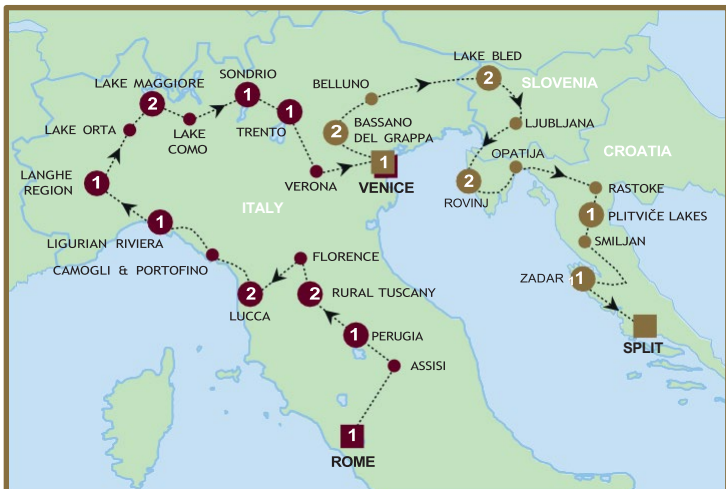 LAKE BLED
2
SLOVENIA
SONDRIO
1
LAKE MAGGIORE
2
BELLUNO
LAKE ORTA
LAKE
COMO
1
TRENTO
2
BASSANO
DEL GRAPPA
LJUBLJANA
OPATIJA
CROATIA
LANGHE
REGION
1
VERONA
1
VENICE
2
ROVINJ
RASTOKE
ITALY
1
PLITVIČE LAKES
1
LIGURIAN RIVIERA
SMILJAN
CAMOGLI & PORTOFINO
FLORENCE
ZADAR
1
2
LUCCA
2
RURAL TUSCANY
1
PERUGIA
SPLIT
ASSISI
1
ROME